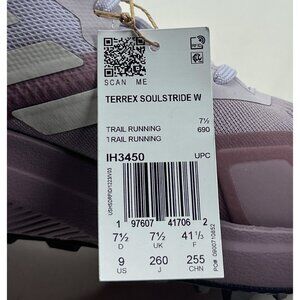 SCAN ME
TERREX SOULSTRIDE W
7½
TRAIL RUNNING 690
TRAIL RUNNING
IH3450 UPC
1 97607 41706 2
7½ 7½ 41⅓
D UK F
9 260 255
US J CHN